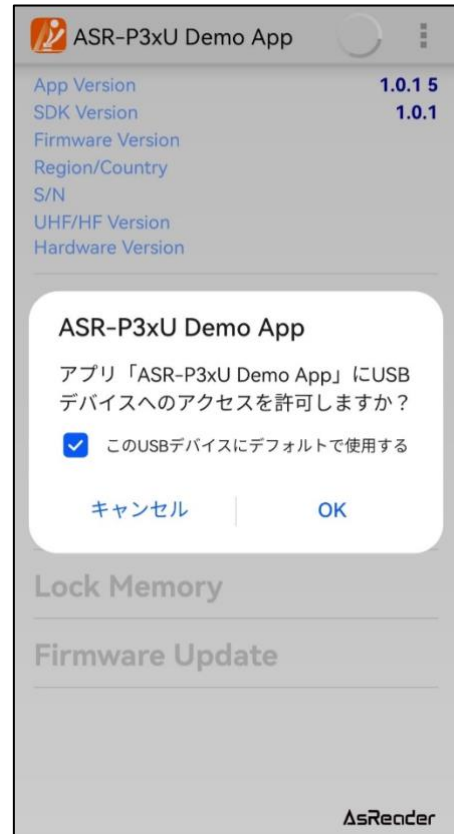 ASR-P3xU Demo App
App Version 1.0.1 5
SDK Version 1.0.1
Firmware Version
Region/Country
S/N
UHF/HF Version
Hardware Version
ASR-P3xU Demo App
アプリ「ASR-P3xU Demo App」にUSB
デバイスへのアクセスを許可しますか？
このUSBデバイスにデフォルトで使用する
キャンセル OK
Lock Memory
Firmware Update
AsReader